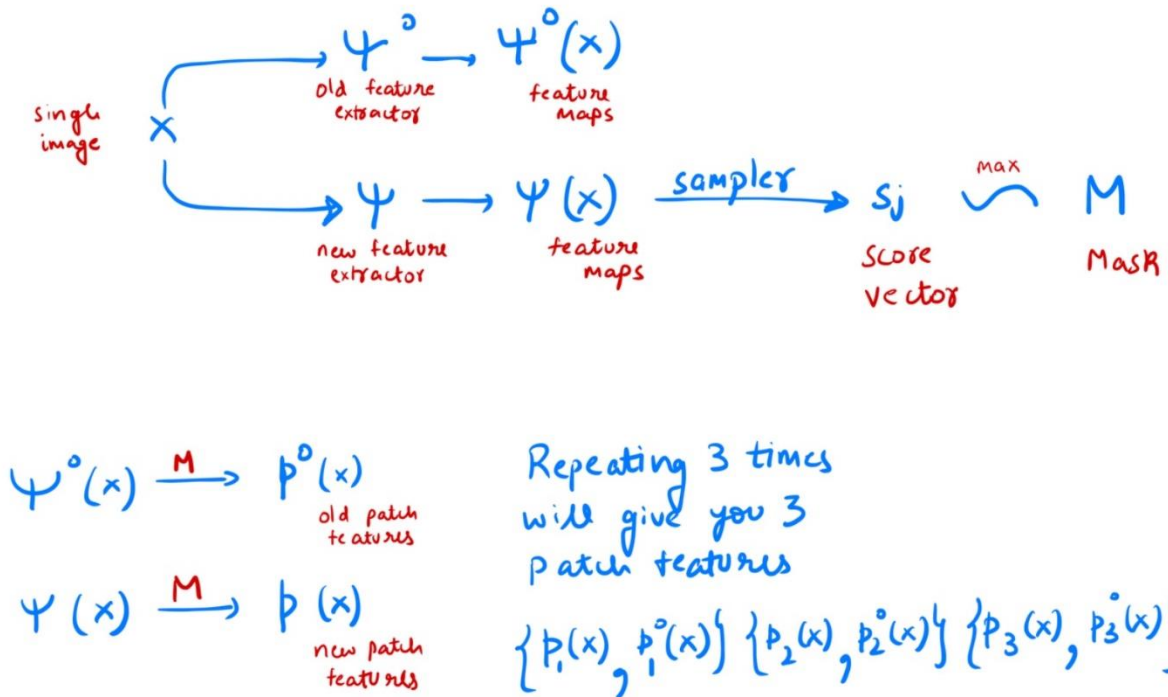 ψ° → ψ°(x)
old feature extractor
feature maps
single image
x
ψ → ψ(x) sampler → sj max M
new feature extractor
feature maps
score vector
Mask
ψ°(x) M → p°(x)
old patch features
ψ(x) M → p(x)
new patch features
Repeating 3 times
will give you 3
patch features
{p₁(x), p₁°(x)} {p₂(x), p₂°(x)} {p₃(x), p₃°(x)